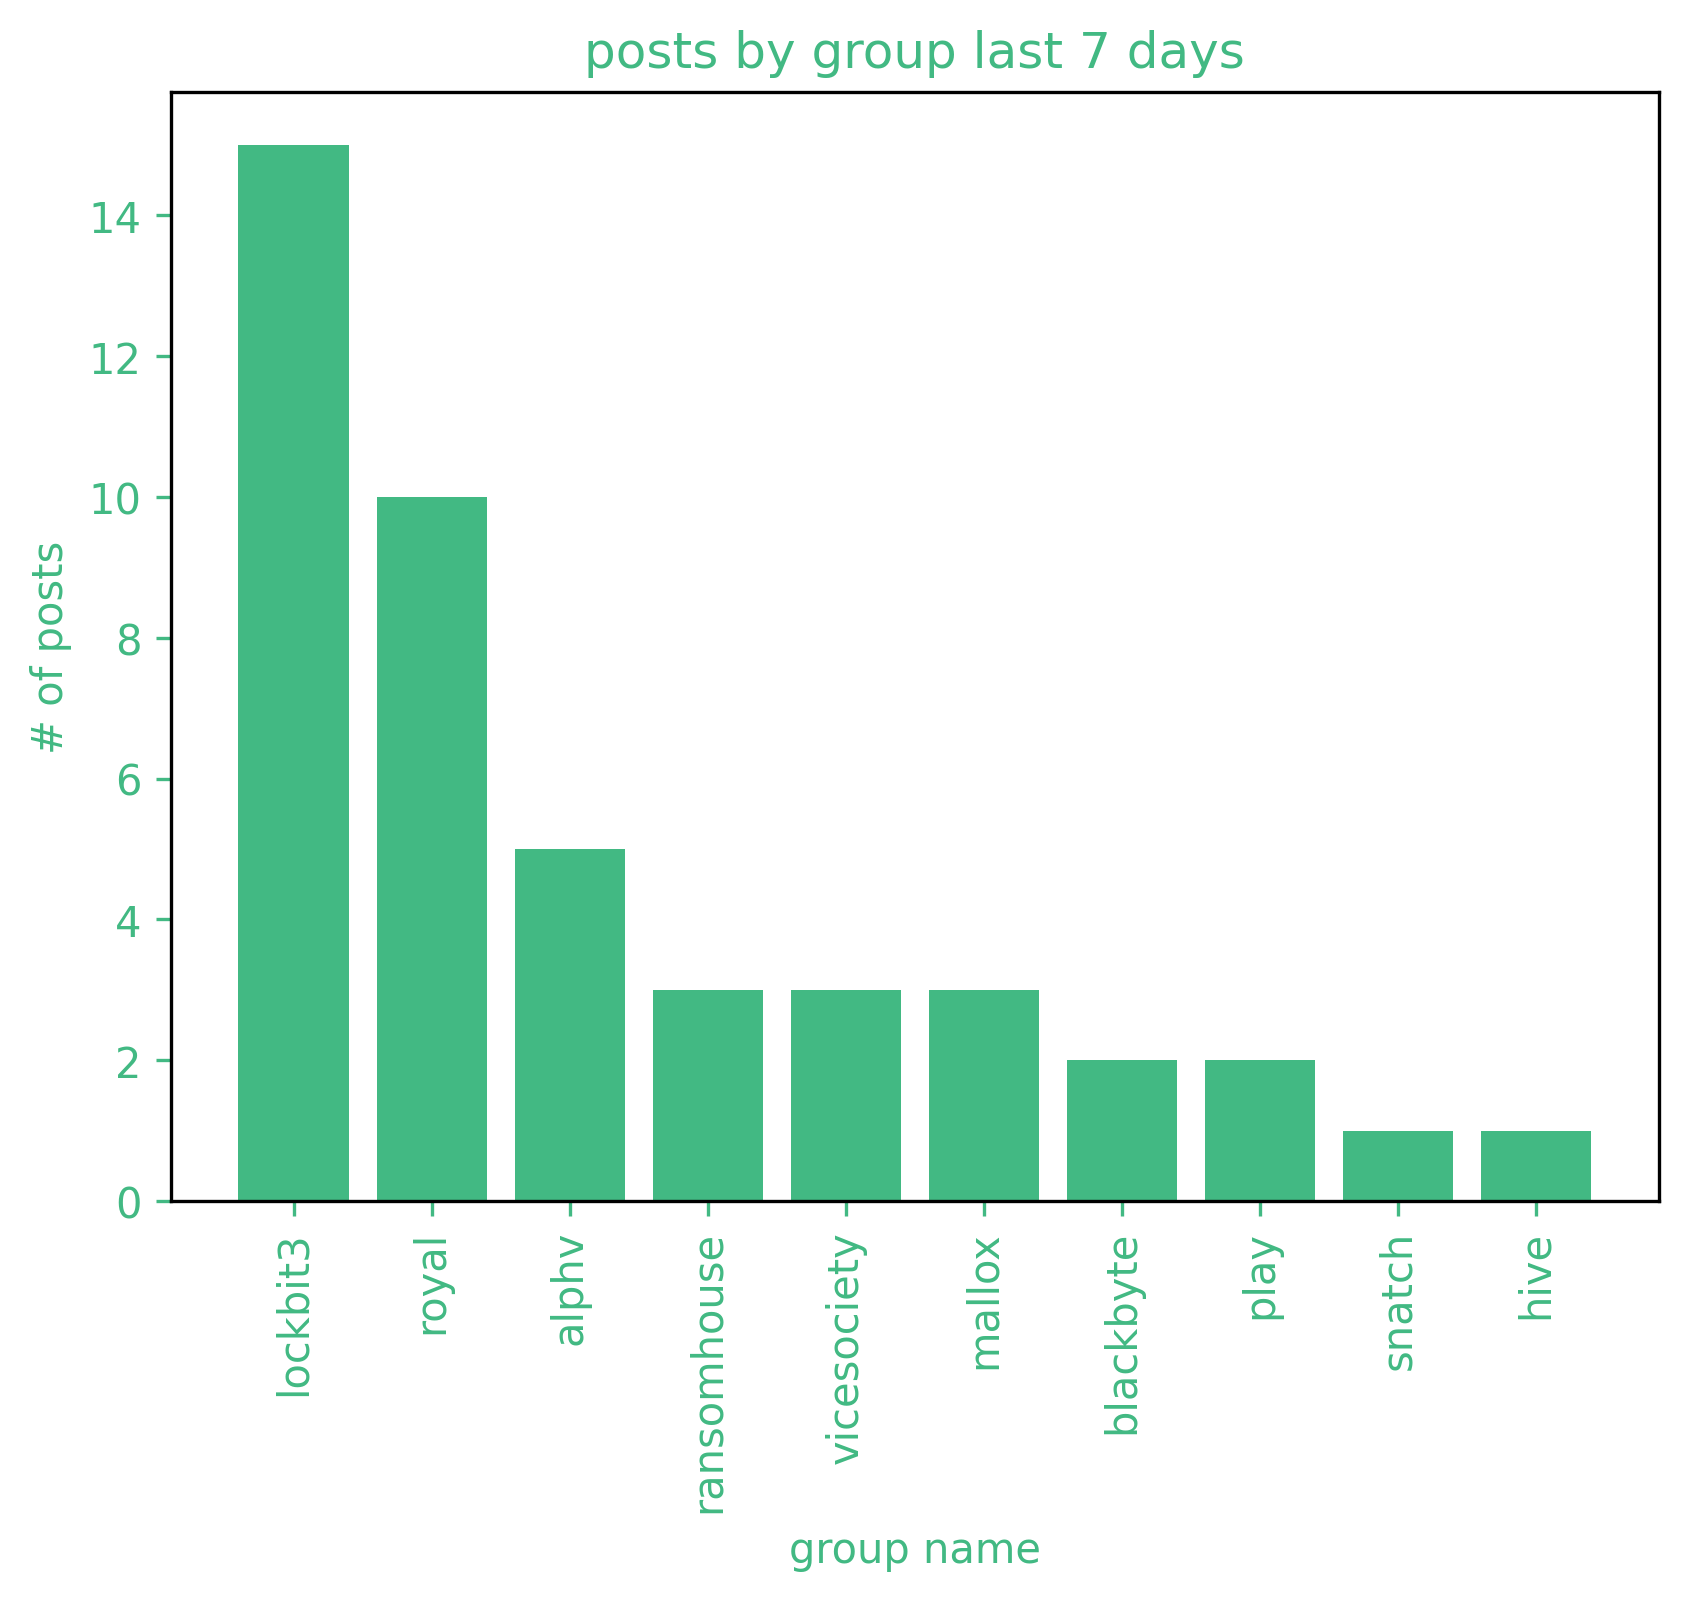 posts by group last 7 days
# of posts
14
12
10
8
6
4
2
0
lockbit3
royal
alphv
ransomhouse
vicesociety
mallox
blackbyte
play
snatch
hive
group name